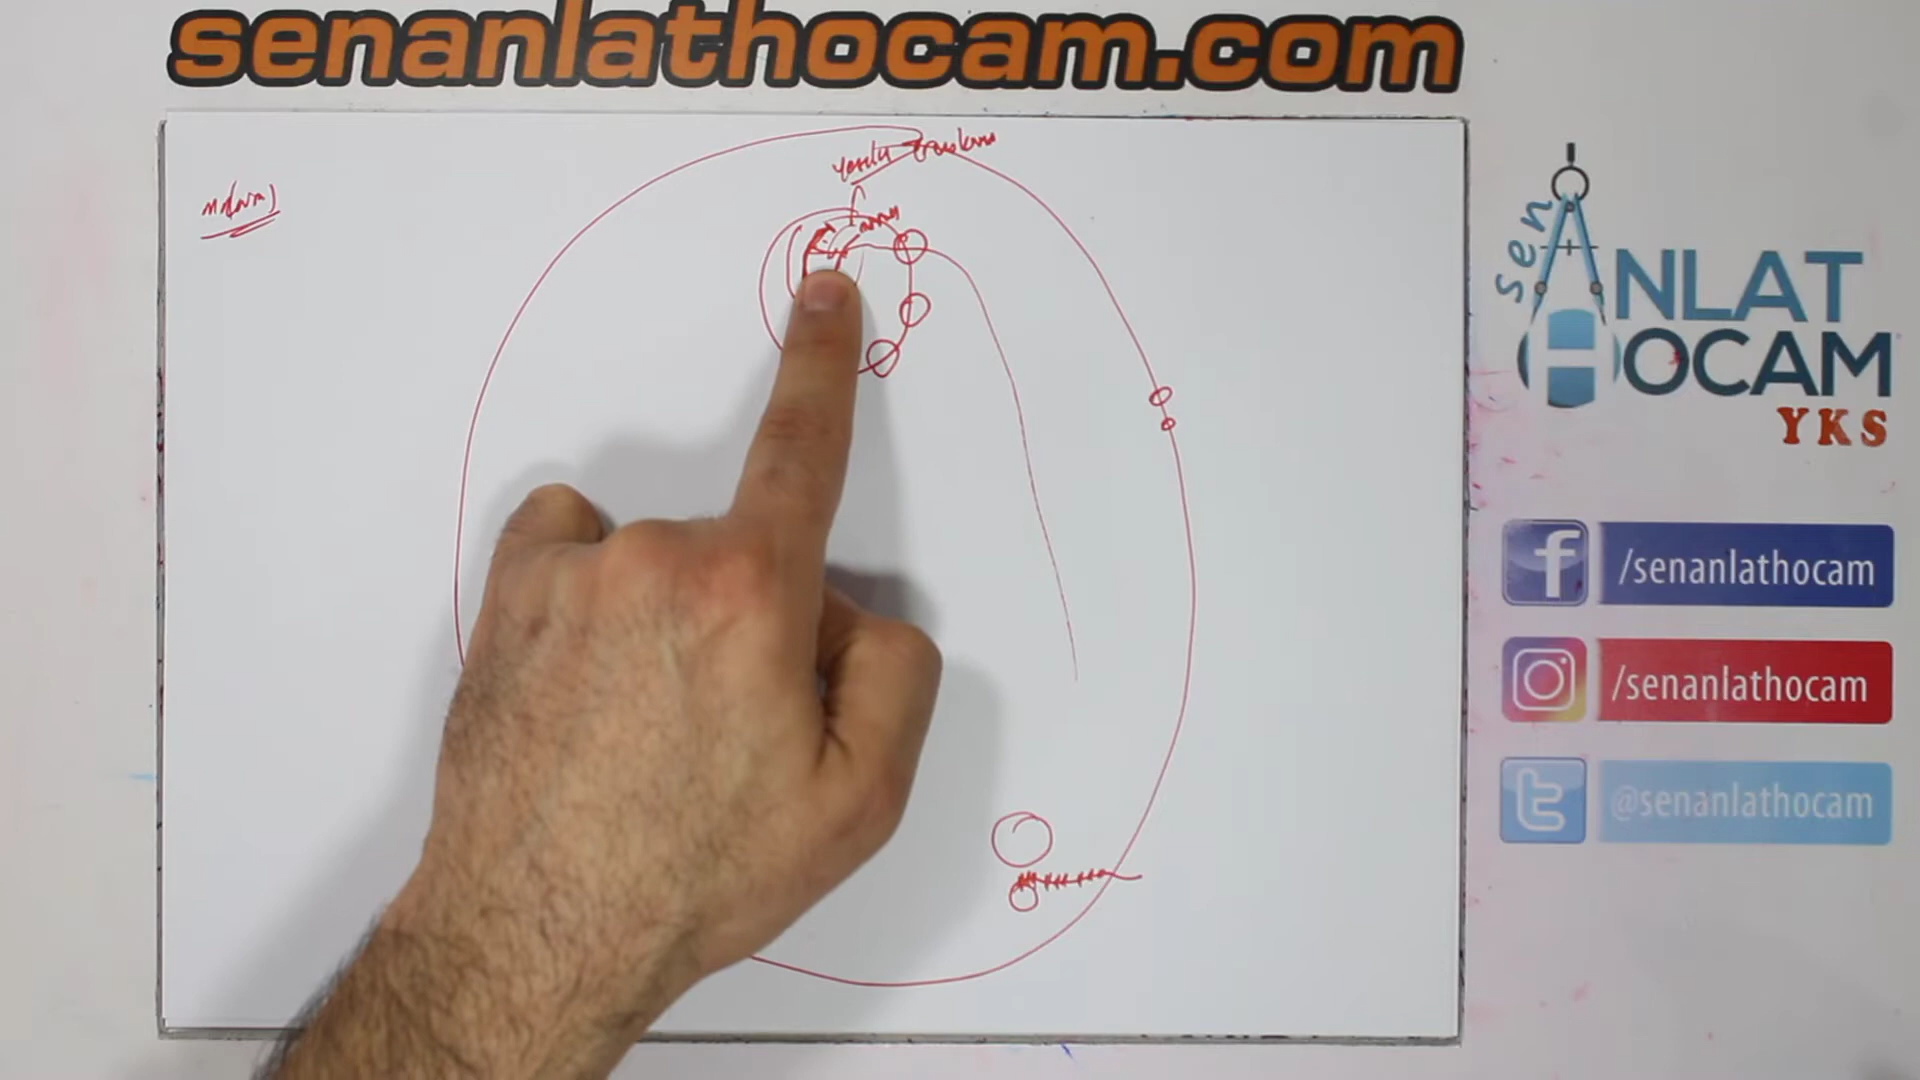 senanlathocam.com
sen
ANLAT
HOCAM
YKS
f /senanlathocam
/senanlathocam
t @senanlathocam